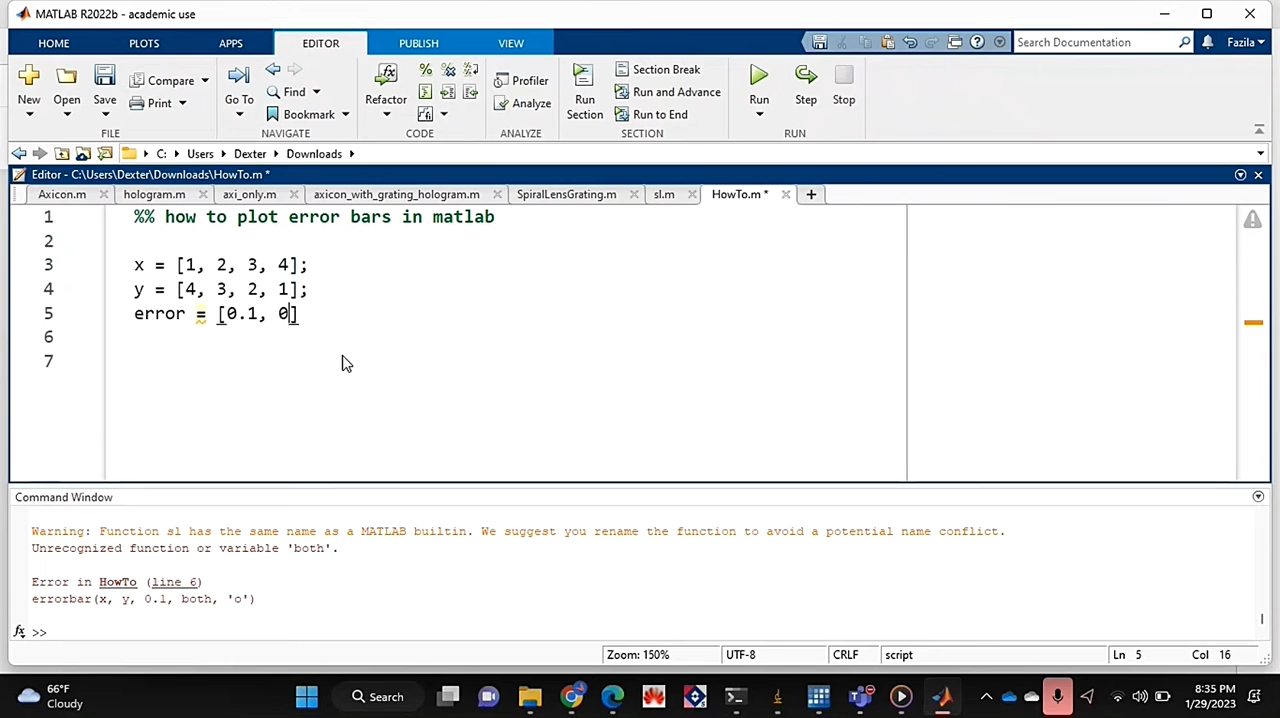 MATLAB R2022b - academic use
HOME PLOTS APPS EDITOR PUBLISH VIEW Search Documentation Fazila
New Open Save Compare Print Go To Find Bookmark Refactor Profiler Analyze Run Section Section Break Run and Advance Run to End Run Step Stop
FILE NAVIGATE CODE ANALYZE SECTION RUN
C: Users Dexter Downloads
Editor - C:\Users\Dexter\Downloads\HowTo.m *
Axicon.m hologram.m axi_only.m axicon_with_grating_hologram.m SpiralLensGrating.m sl.m HowTo.m * +
1 %% how to plot error bars in matlab
2
3 x = [1, 2, 3, 4];
4 y = [4, 3, 2, 1];
5 error = [0.1, 0]
6
7
Command Window
Warning: Function sl has the same name as a MATLAB builtin. We suggest you rename the function to avoid a potential name conflict.
Unrecognized function or variable 'both'.
Error in HowTo (line 6)
errorbar(x, y, 0.1, both, 'o')
fx >>
Zoom: 150% UTF-8 CRLF script Ln 5 Col 16
66°F
Cloudy
Search
8:35 PM
1/29/2023